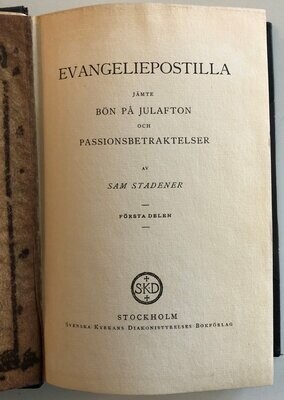 EVANGELIEPOSTILLA
JÄMTE
BÖN PÅ JULAFTON
OCH
PASSIONSBETRAKTELSER
AV
SAM STADENER
FÖRSTA DELEN
SKD
STOCKHOLM
SVENSKA KYRKANS DIAKONISTYRELSES BOKFÖRLAG